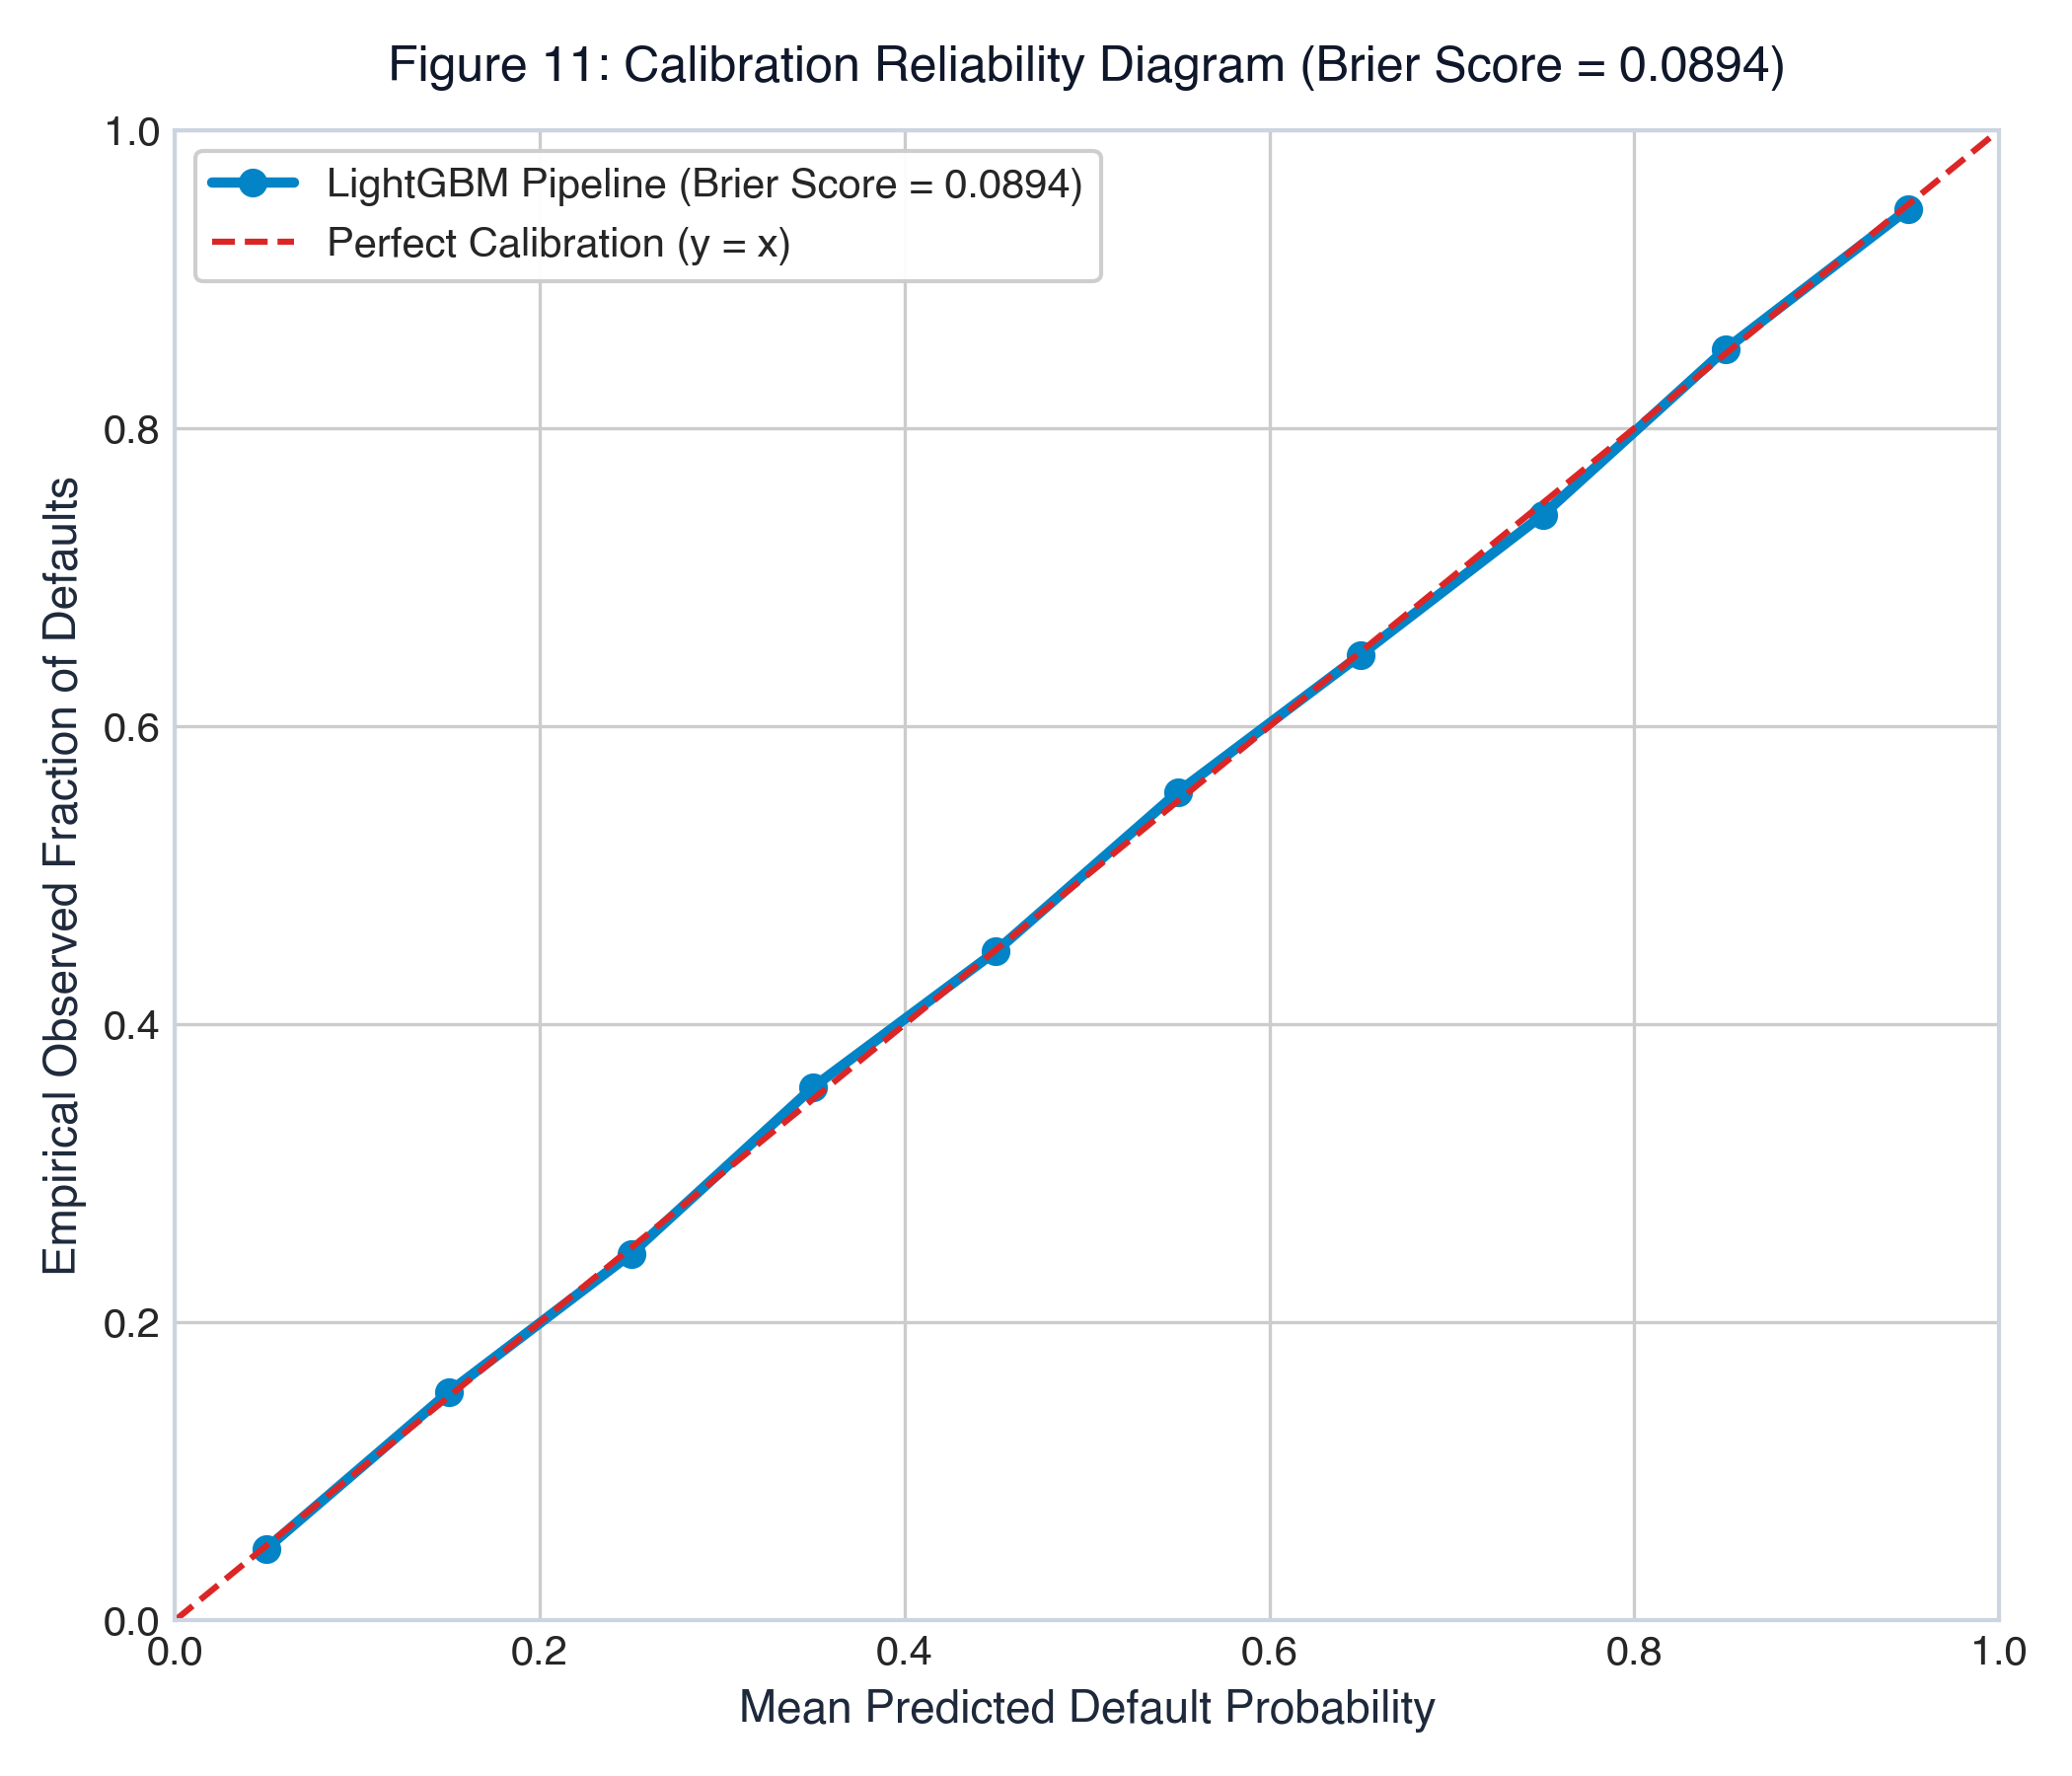 Figure 11: Calibration Reliability Diagram (Brier Score = 0.0894)
LightGBM Pipeline (Brier Score = 0.0894)
Perfect Calibration (y = x)
Empirical Observed Fraction of Defaults
1.0
0.8
0.6
0.4
0.2
0.0
0.0 0.2 0.4 0.6 0.8 1.0
Mean Predicted Default Probability